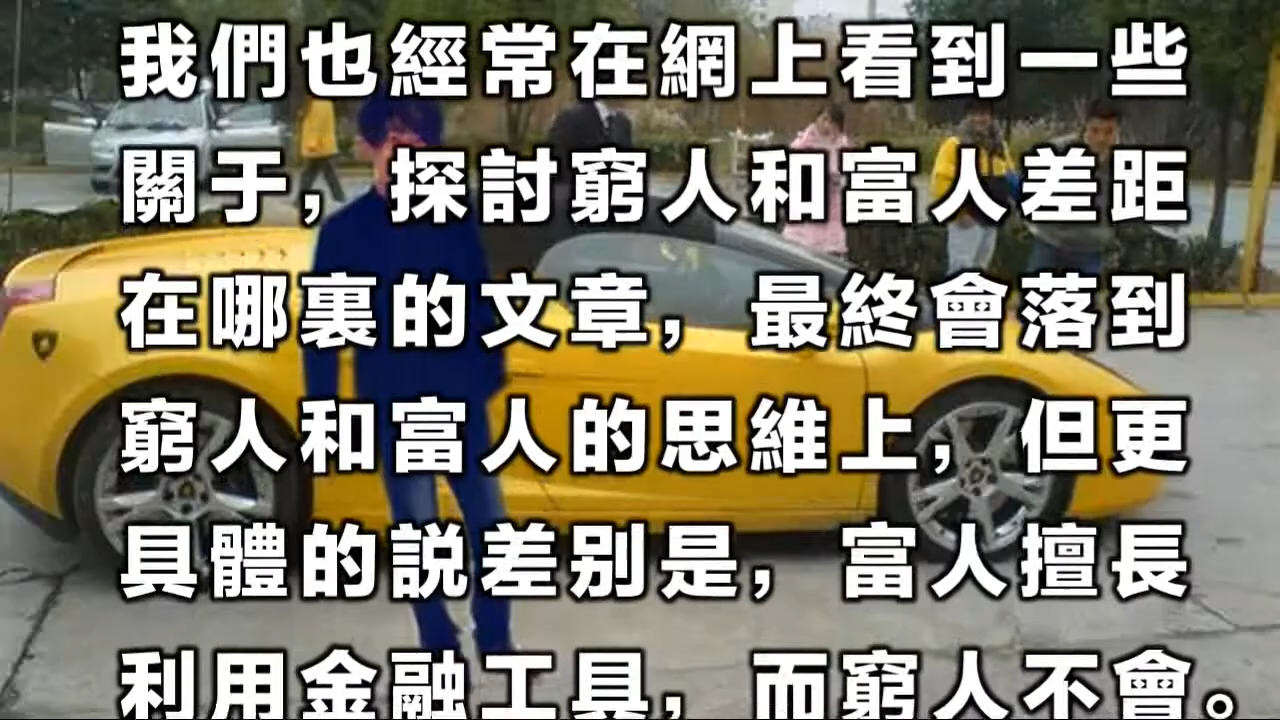 我們也經常在網上看到一些
關于，探討窮人和富人差距
在哪裏的文章，最終會落到
窮人和富人的思維上，但更
具體的説差别是，富人擅長
利用金融工具，而窮人不會。